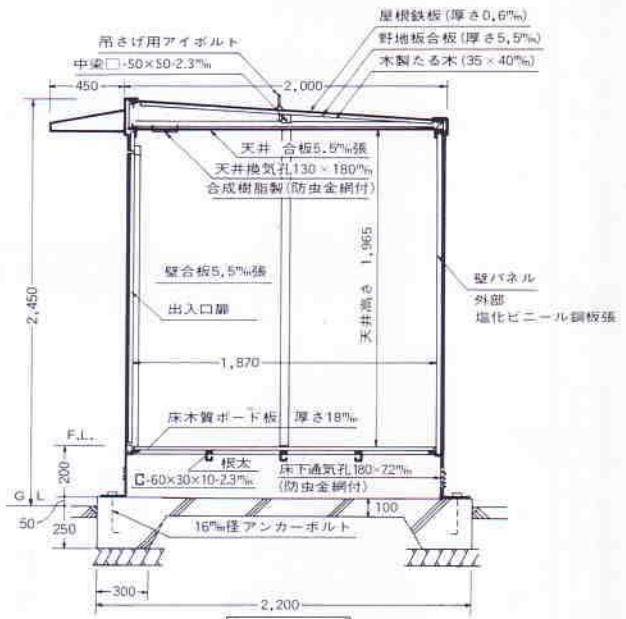 屋根鉄板(厚さ0,6㎜)
吊さげ用アイボルト
野地板合板(厚さ5,5㎜)
中梁□-50×50-2.3㎜
木製たる木(35×40㎜)
450
2,000
天井 合板5.5㎜張
天井換気孔130×180㎜
合成樹脂製(防虫金網付)
天井高さ 1,965
2,450
壁合板5,5㎜張
壁パネル
出入口扉
外部
塩化ビニール鋼板張
1,870
床木質ボード板 厚さ18㎜
F.L.
根太
床下通気孔180×72㎜
200
C-60×30×10-2.3㎜
(防虫金網付)
G.L
50
100
250
16㎜径アンカーボルト
300
2,200